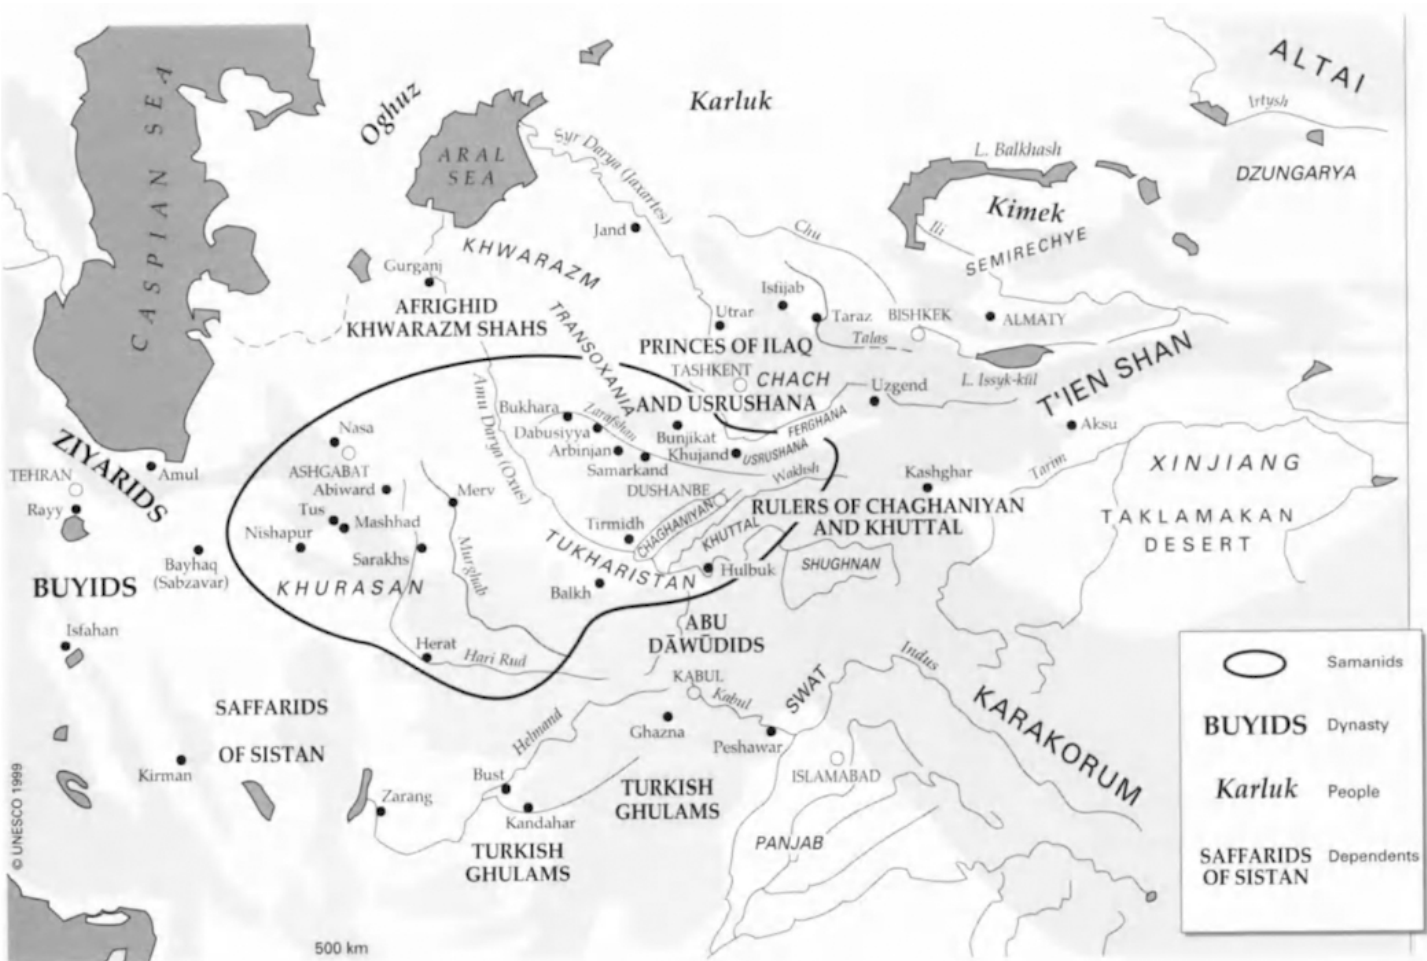 ALTAI
Irtysh
DZUNGARYA
CASPIAN SEA
Oghuz
ARAL
SEA
Karluk
Syr Darya (Jaxartes)
L. Balkhash
Kimek
Ili
SEMIRECHYE
Chu
Jand
KHWARAZM
Gurganj
AFRIGHID
KHWARAZM SHAHS
TRANSOXANIA
Isfijab
Utrar
Taraz
Talas
BISHKEK
ALMATY
PRINCES OF ILAQ
TASHKENT
CHACH
AND USRUSHANA
Uzgend
L. Issyk-kül
T'IEN SHAN
Aksu
Amu Darya (Oxus)
Bukhara
Zarafshan
Dabusiyya
Arbinjan
Samarkand
Bunjikat
Khujand
FERGHANA
USRUSHANA
Wakhsh
Nasa
ASHGABAT
Abiward
Merv
Tus
Mashhad
Nishapur
Sarakhs
KHURASAN
Murghab
Herat
Hari Rud
DUSHANBE
CHAGHANIYAN
Tirmidh
KHUTTAL
TUKHARISTAN
Hulbuk
Balkh
RULERS OF CHAGHANIYAN
AND KHUTTAL
SHUGHNAN
Kashghar
Tarim
XINJIANG
TAKLAMAKAN
DESERT
ZIYARIDS
TEHRAN
Amul
Rayy
Bayhaq
(Sabzavar)
BUYIDS
Isfahan
ABU
DĀWŪDIDS
KABUL
Kabul
SWAT
Indus
KARAKORUM
SAFFARIDS
OF SISTAN
Helmand
Ghazna
Peshawar
ISLAMABAD
Kirman
Zarang
Bust
Kandahar
TURKISH
GHULAMS
TURKISH
GHULAMS
PANJAB
Samanids
BUYIDS Dynasty
Karluk People
SAFFARIDS Dependents
OF SISTAN
© UNESCO 1999
500 km